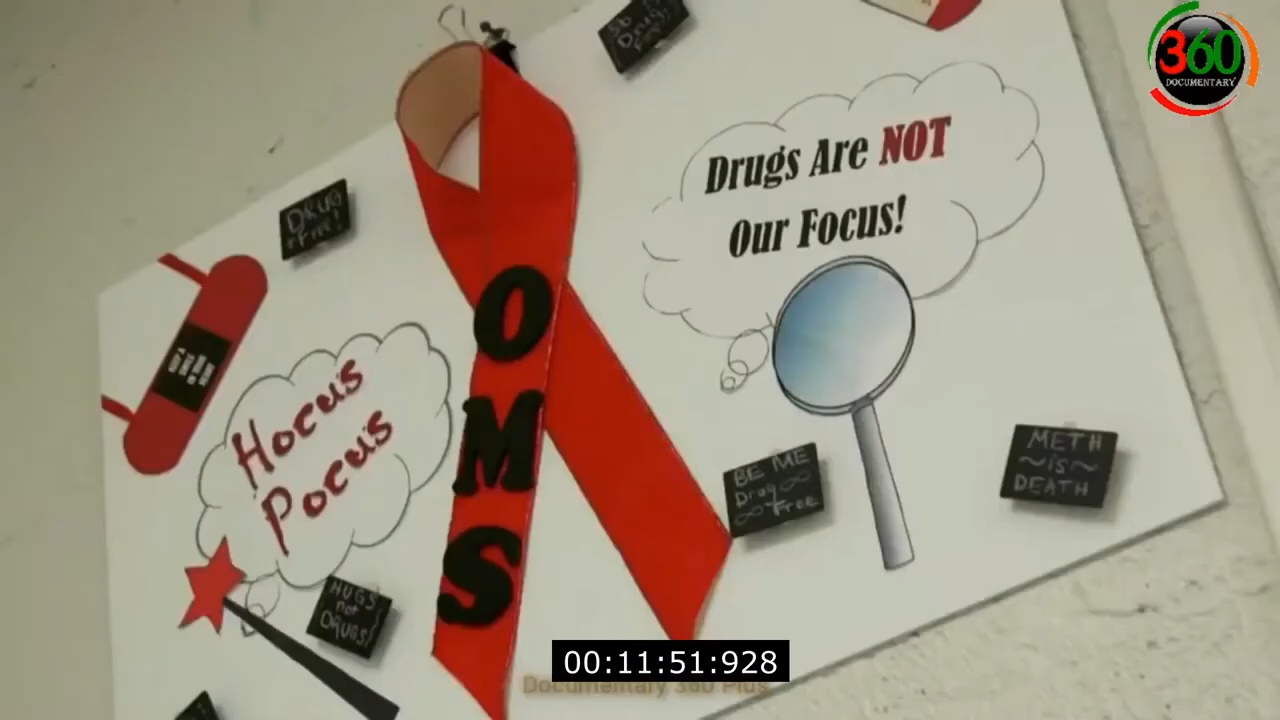 360
DOCUMENTARY
Drugs
DRUG
Free!
Drugs Are NOT
Our Focus!
Hocus
Pocus
O
M
S
BE ME
Drug
Free
METH
~is~
DEATH
HUGS
not
DRUGS!
00:11:51:928
Documentary 360 Plus